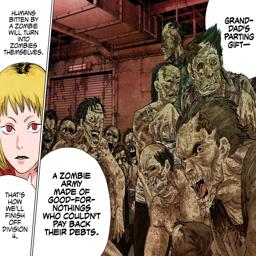 GRAND-
DAD'S
PARTING
GIFT—
A ZOMBIE
ARMY
MADE OF
GOOD-FOR-
NOTHINGS
WHO COULDN'T
PAY BACK
THEIR DEBTS.
HUMANS
BITTEN BY
A ZOMBIE
WILL TURN
INTO
ZOMBIES
THEMSELVES.
THAT'S
HOW
WE'LL
FINISH
OFF
DIVISION
4.